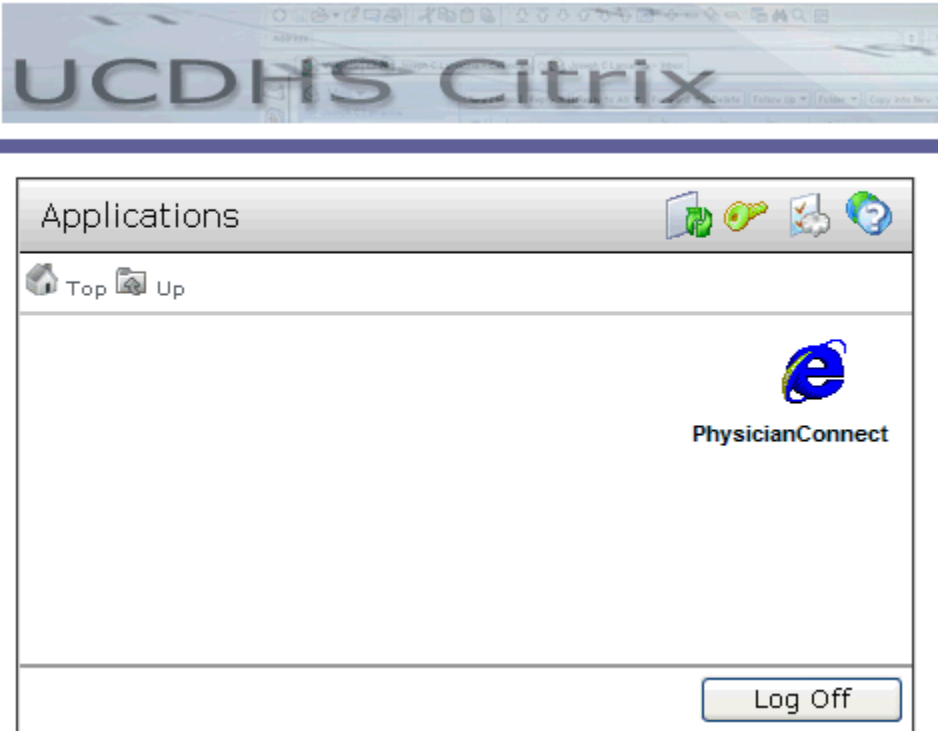 UCDHS Citrix
Applications
Top Up
PhysicianConnect
Log Off